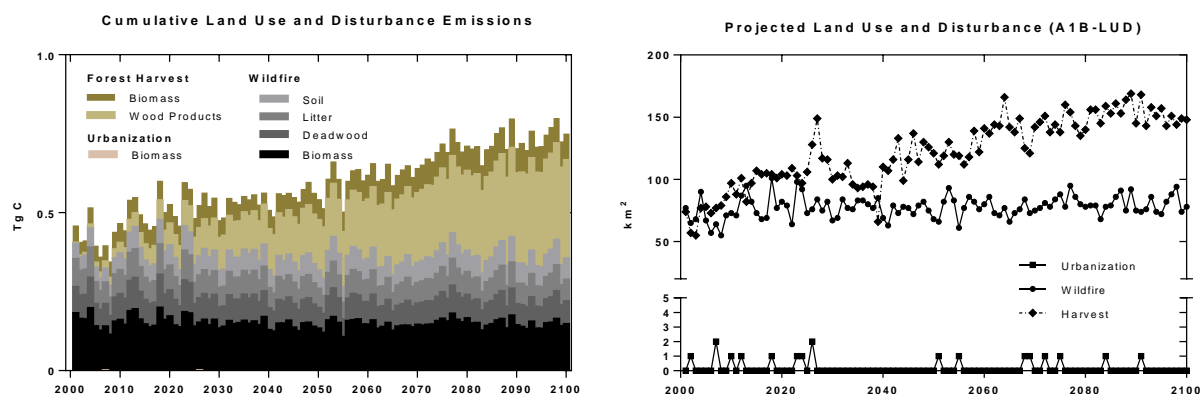 Cumulative Land Use and Disturbance Emissions
1.0
0.5
0
Tg C
Forest Harvest
Biomass
Wood Products
Urbanization
Biomass
Wildfire
Soil
Litter
Deadwood
Biomass
2000 2010 2020 2030 2040 2050 2060 2070 2080 2090 2100
Projected Land Use and Disturbance (A1B-LUD)
200
150
100
50
5
4
3
2
1
0
km²
Urbanization
Wildfire
Harvest
2000 2020 2040 2060 2080 2100